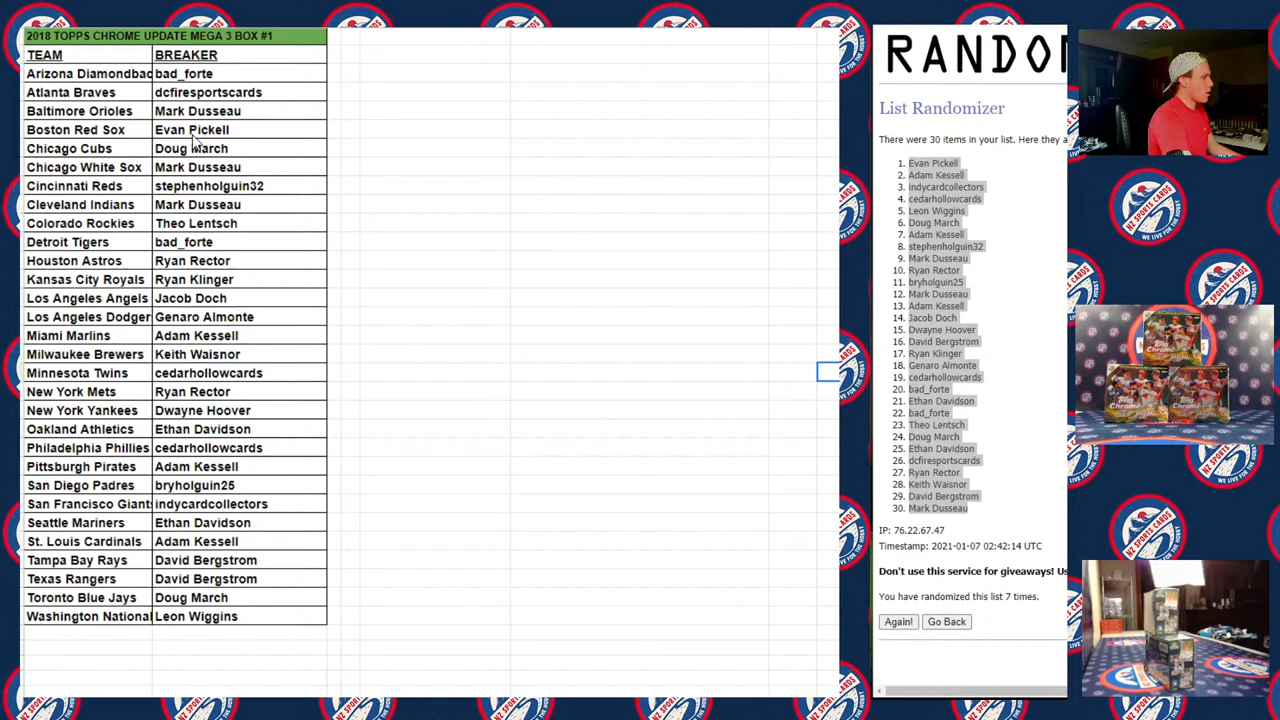 2018 TOPPS CHROME UPDATE MEGA 3 BOX #1
TEAM BREAKER
Arizona Diamondbac bad_forte
Atlanta Braves dcfiresportscards
Baltimore Orioles Mark Dusseau
Boston Red Sox Evan Pickell
Chicago Cubs Doug March
Chicago White Sox Mark Dusseau
Cincinnati Reds stephenholguin32
Cleveland Indians Mark Dusseau
Colorado Rockies Theo Lentsch
Detroit Tigers bad_forte
Houston Astros Ryan Rector
Kansas City Royals Ryan Klinger
Los Angeles Angels Jacob Doch
Los Angeles Dodger Genaro Almonte
Miami Marlins Adam Kessell
Milwaukee Brewers Keith Waisnor
Minnesota Twins cedarhollowcards
New York Mets Ryan Rector
New York Yankees Dwayne Hoover
Oakland Athletics Ethan Davidson
Philadelphia Phillies cedarhollowcards
Pittsburgh Pirates Adam Kessell
San Diego Padres bryholguin25
San Francisco Giants indycardcollectors
Seattle Mariners Ethan Davidson
St. Louis Cardinals Adam Kessell
Tampa Bay Rays David Bergstrom
Texas Rangers David Bergstrom
Toronto Blue Jays Doug March
Washington National Leon Wiggins
RANDO
List Randomizer
There were 30 items in your list. Here they a
1. Evan Pickell
2. Adam Kessell
3. indycardcollectors
4. cedarhollowcards
5. Leon Wiggins
6. Doug March
7. Adam Kessell
8. stephenholguin32
9. Mark Dusseau
10. Ryan Rector
11. bryholguin25
12. Mark Dusseau
13. Adam Kessell
14. Jacob Doch
15. Dwayne Hoover
16. David Bergstrom
17. Ryan Klinger
18. Genaro Almonte
19. cedarhollowcards
20. bad_forte
21. Ethan Davidson
22. bad_forte
23. Theo Lentsch
24. Doug March
25. Ethan Davidson
26. dcfiresportscards
27. Ryan Rector
28. Keith Waisnor
29. David Bergstrom
30. Mark Dusseau
IP: 76.22.67.47
Timestamp: 2021-01-07 02:42:14 UTC
Don't use this service for giveaways! Us
You have randomized this list 7 times.
Again! Go Back
NZ SPORTS CARDS
WE LIVE FOR THE HOBBY